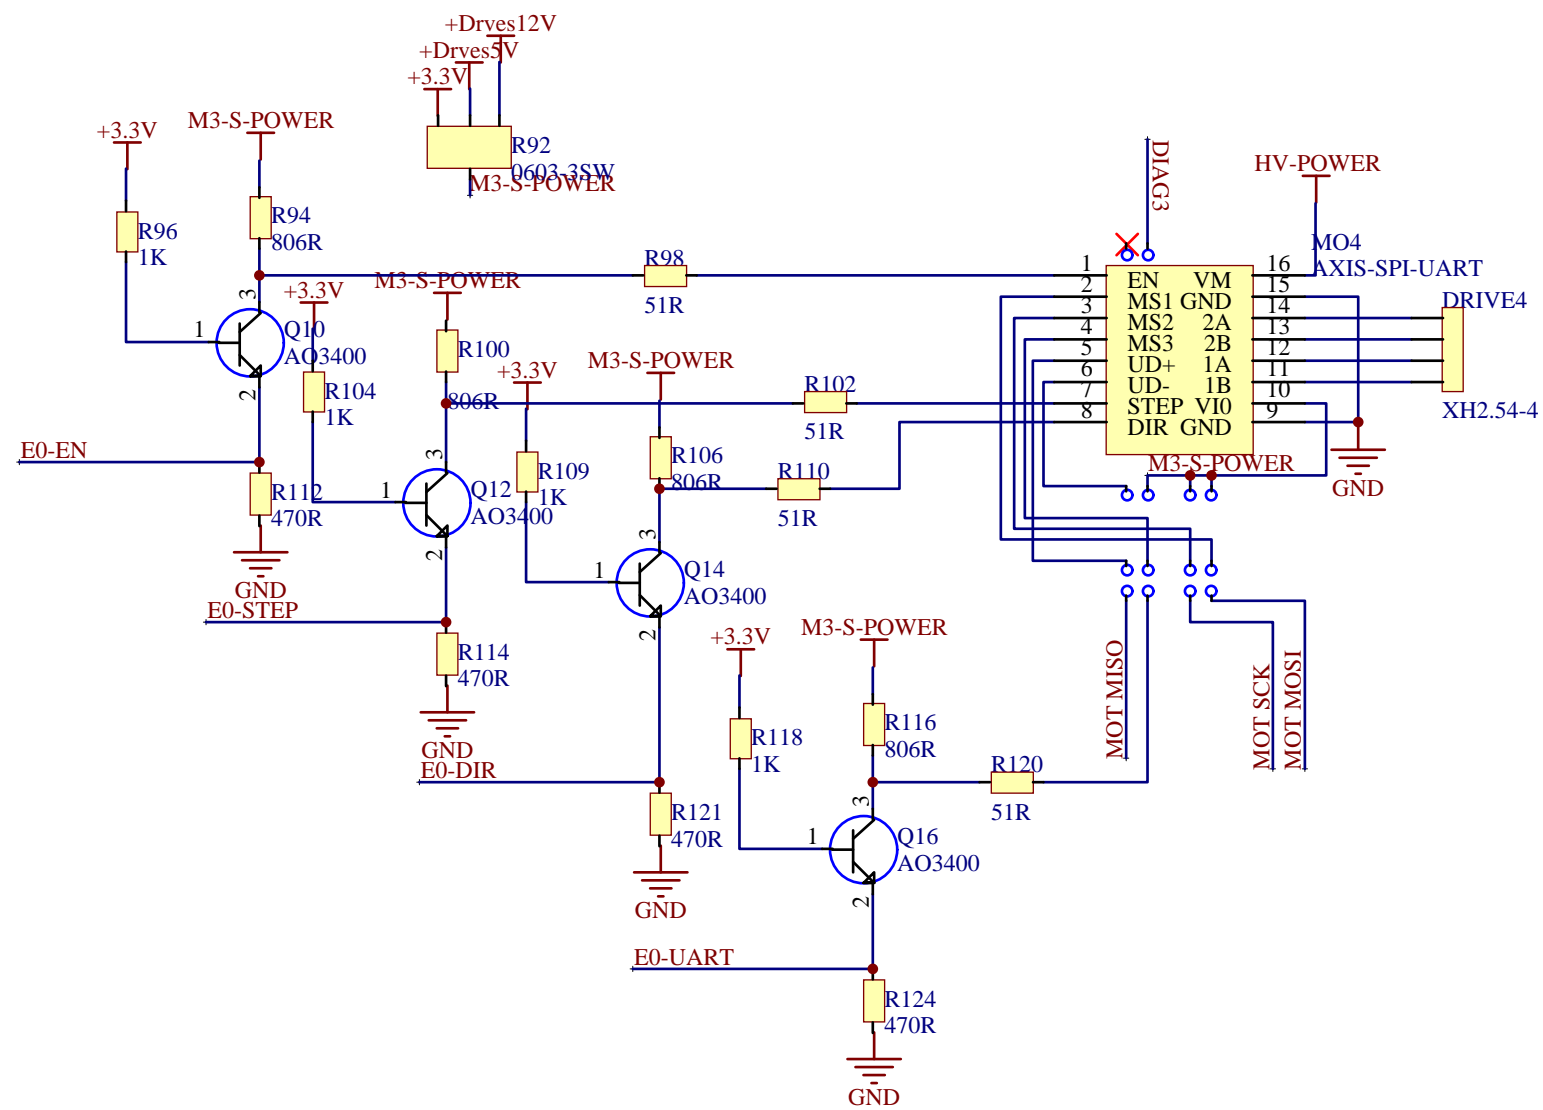 +Drves12V
+Drves5V
+3.3V
R92
0603-3SW
M3-S-POWER
+3.3V
M3-S-POWER
R96
1K
R94
806R
3
1
Q10
AO3400
2
E0-EN
R112
470R
GND
+3.3V
M3-S-POWER
R104
1K
R100
806R
3
1
Q12
AO3400
2
E0-STEP
R114
470R
GND
+3.3V
M3-S-POWER
R109
1K
R106
806R
3
1
Q14
AO3400
2
E0-DIR
R121
470R
GND
+3.3V
M3-S-POWER
R118
1K
R116
806R
3
1
Q16
AO3400
2
E0-UART
R124
470R
GND
R98
51R
R102
51R
R110
51R
R120
51R
DIAG3
HV-POWER
MO4
AXIS-SPI-UART
1 EN VM 16
2 MS1 GND 15
3 MS2 2A 14
4 MS3 2B 13
5 UD+ 1A 12
6 UD- 1B 11
7 STEP VI0 10
8 DIR GND 9
DRIVE4
XH2.54-4
M3-S-POWER
GND
MOT MISO
MOT SCK
MOT MOSI